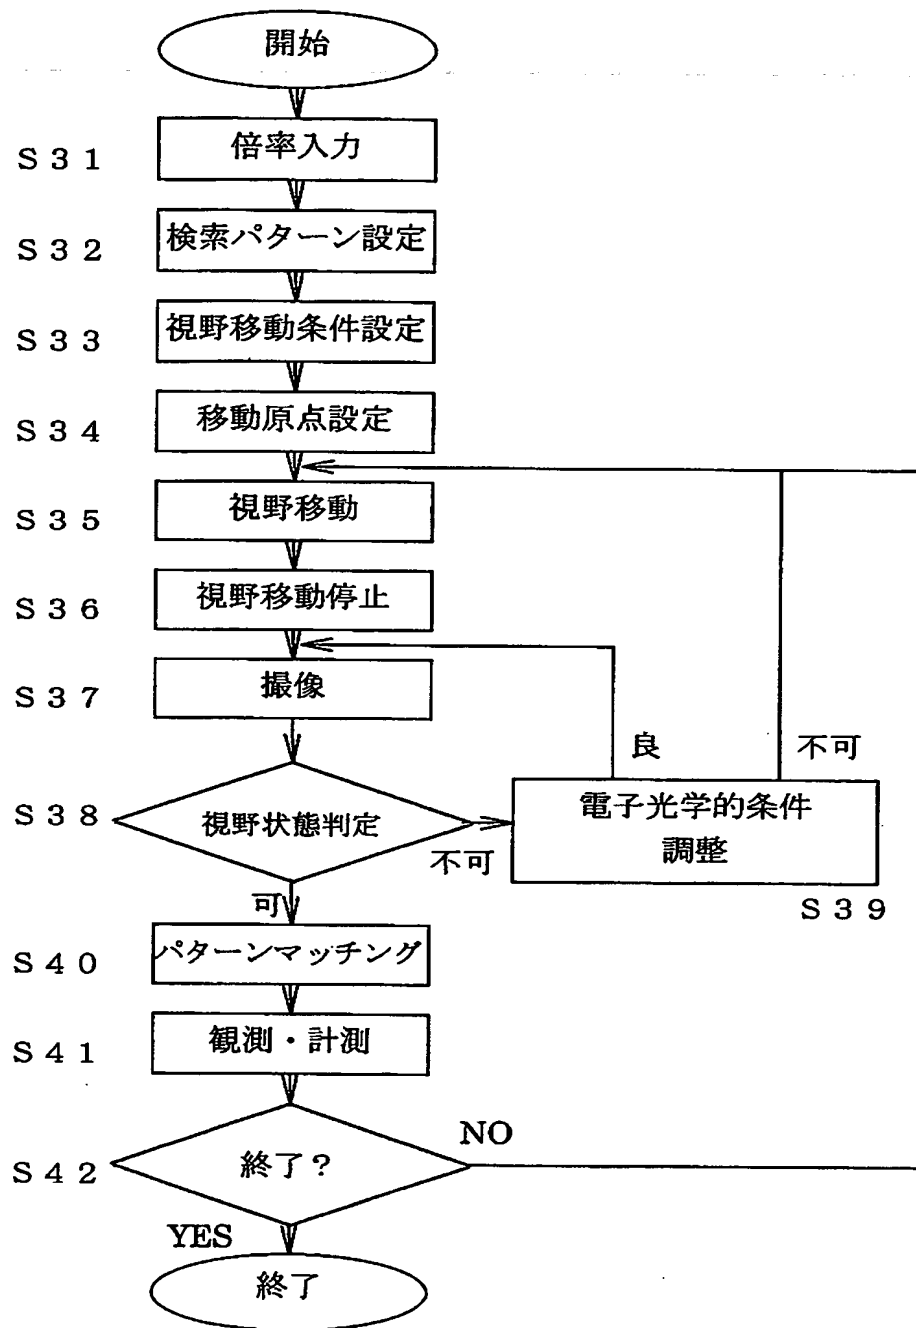 開始
S31
倍率入力
S32
検索パターン設定
S33
視野移動条件設定
S34
移動原点設定
S35
視野移動
S36
視野移動停止
S37
撮像
良
不可
S38
視野状態判定
不可
電子光学的条件
調整
S39
可
S40
パターンマッチング
S41
観測・計測
S42
終了?
NO
YES
終了